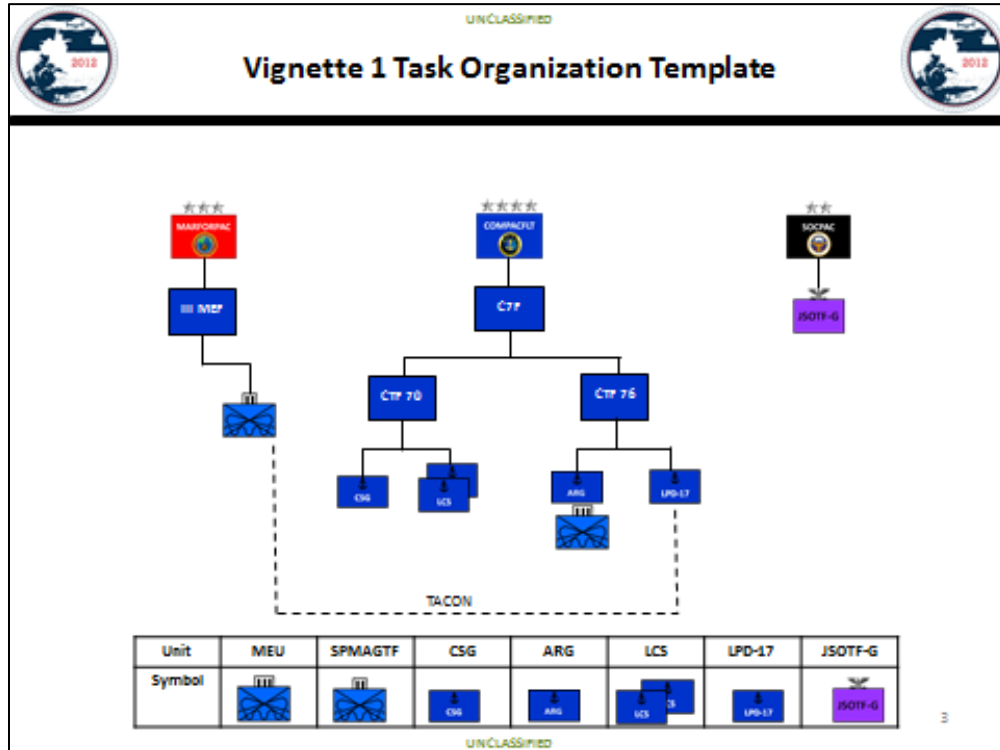 UNCLASSIFIED
2012
Vignette 1 Task Organization Template
2012
MARFORPAC
COMPACFLT
SOCPAC
III MEF
C7F
JSOTF-G
CTF 70
CTF 76
CSG
LCS
ARG
LPD-17
TACON
Unit MEU SPMAGTF CSG ARG LCS LPD-17 JSOTF-G
Symbol
CSG ARG LCS LCS LPD-17 JSOTF-G
3
UNCLASSIFIED